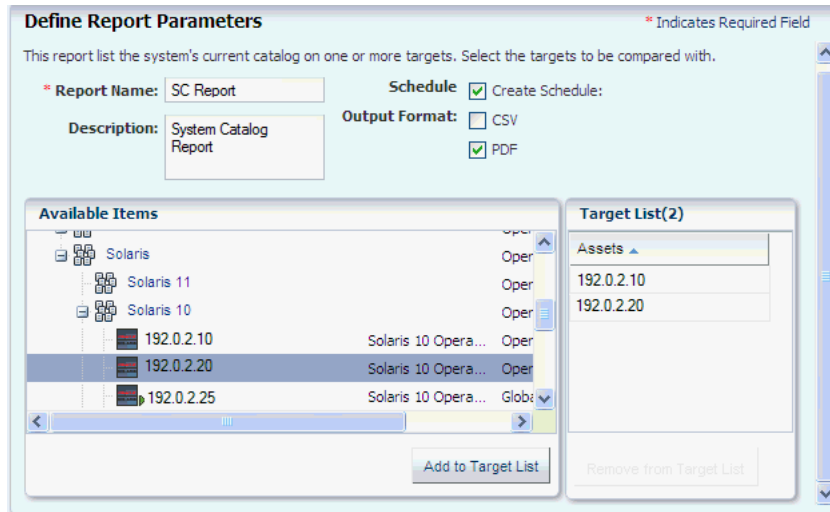 Define Report Parameters
* Indicates Required Field
This report list the system's current catalog on one or more targets. Select the targets to be compared with.
* Report Name: SC Report
Schedule Create Schedule:
Description: System Catalog Report
Output Format: CSV
PDF
Available Items
Solaris Oper
Solaris 11 Oper
Solaris 10 Oper
192.0.2.10 Solaris 10 Opera... Oper
192.0.2.20 Solaris 10 Opera... Oper
192.0.2.25 Solaris 10 Opera... Globa
Add to Target List
Target List(2)
Assets
192.0.2.10
192.0.2.20
Remove from Target List